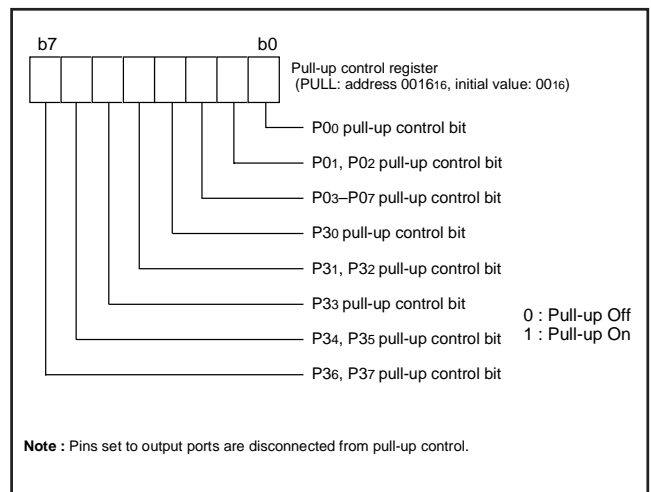 b7 b0
Pull-up control register
(PULL: address 001616, initial value: 0016)
P00 pull-up control bit
P01, P02 pull-up control bit
P03–P07 pull-up control bit
P30 pull-up control bit
P31, P32 pull-up control bit
P33 pull-up control bit
P34, P35 pull-up control bit
P36, P37 pull-up control bit
0 : Pull-up Off
1 : Pull-up On
Note : Pins set to output ports are disconnected from pull-up control.